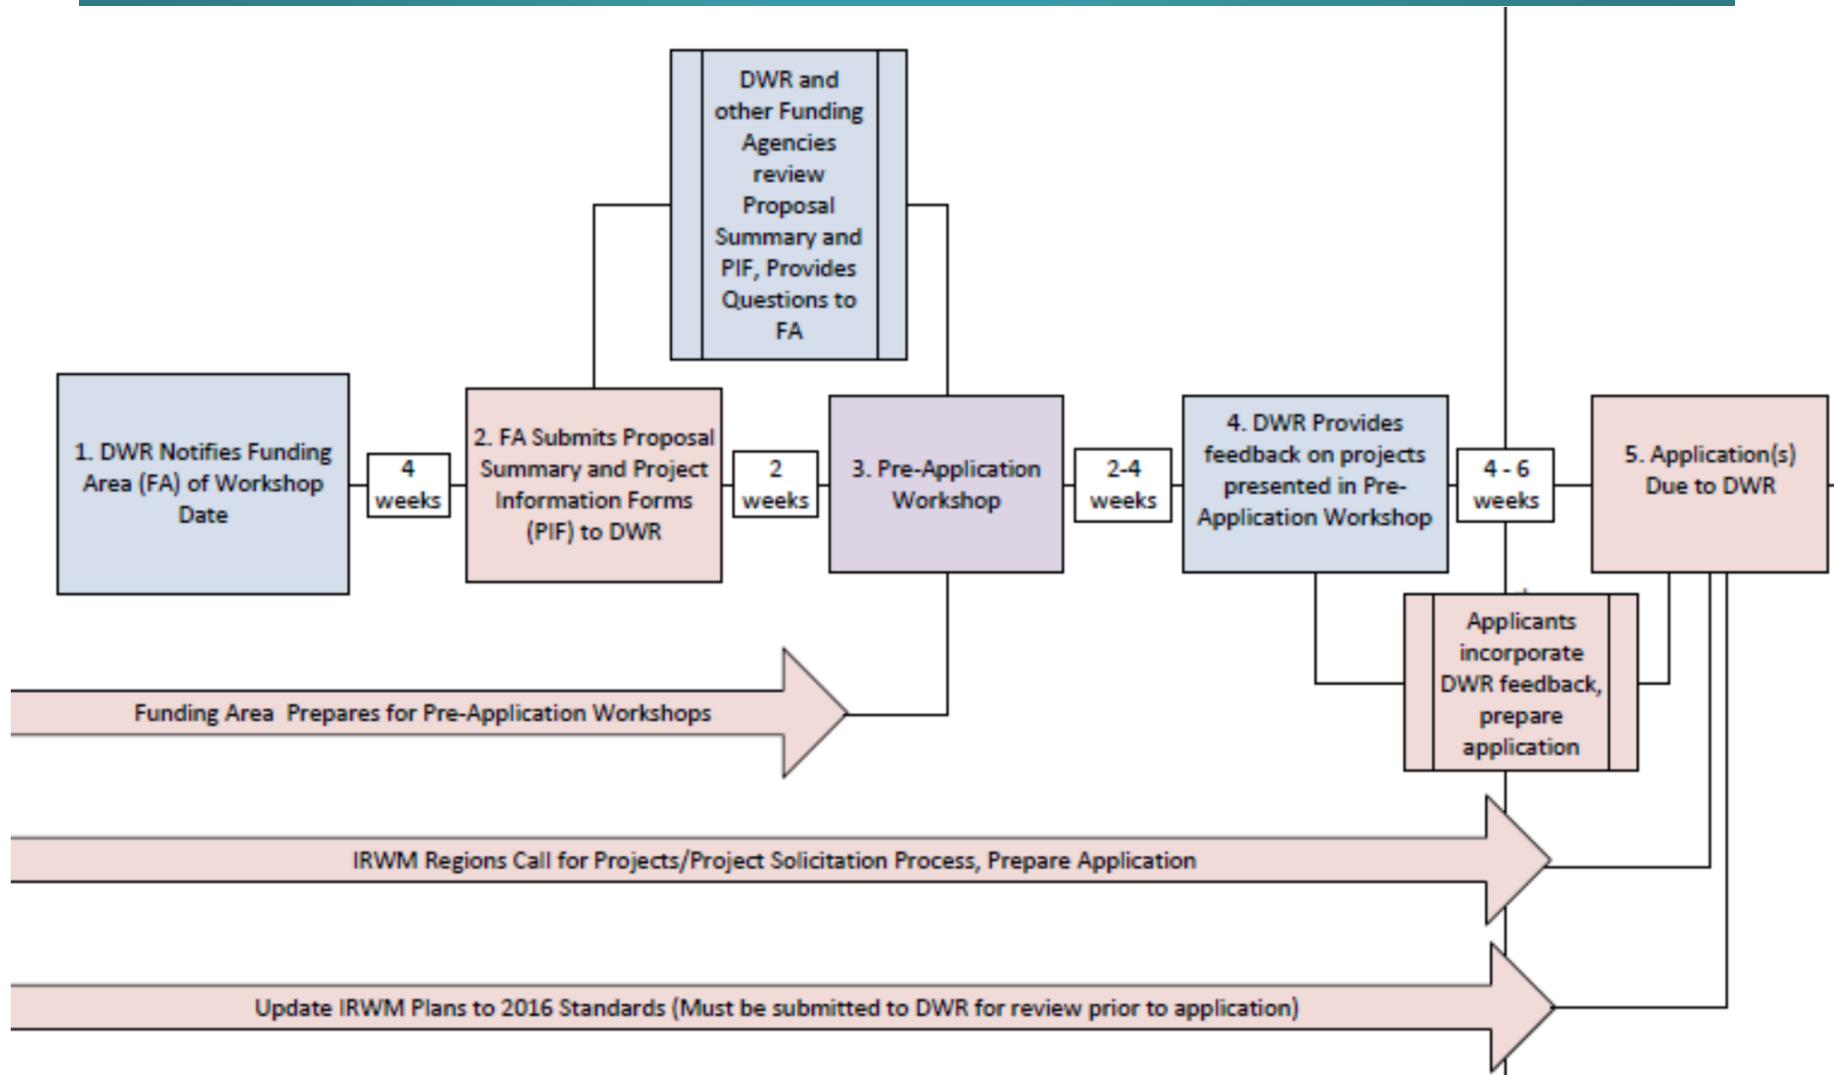 DWR and
other Funding
Agencies
review
Proposal
Summary and
PIF, Provides
Questions to
FA
1. DWR Notifies Funding
Area (FA) of Workshop
Date
4
weeks
2. FA Submits Proposal
Summary and Project
Information Forms
(PIF) to DWR
2
weeks
3. Pre-Application
Workshop
2-4
weeks
4. DWR Provides
feedback on projects
presented in Pre-
Application Workshop
4 - 6
weeks
5. Application(s)
Due to DWR
Applicants
incorporate
DWR feedback,
prepare
application
Funding Area Prepares for Pre-Application Workshops
IRWM Regions Call for Projects/Project Solicitation Process, Prepare Application
Update IRWM Plans to 2016 Standards (Must be submitted to DWR for review prior to application)